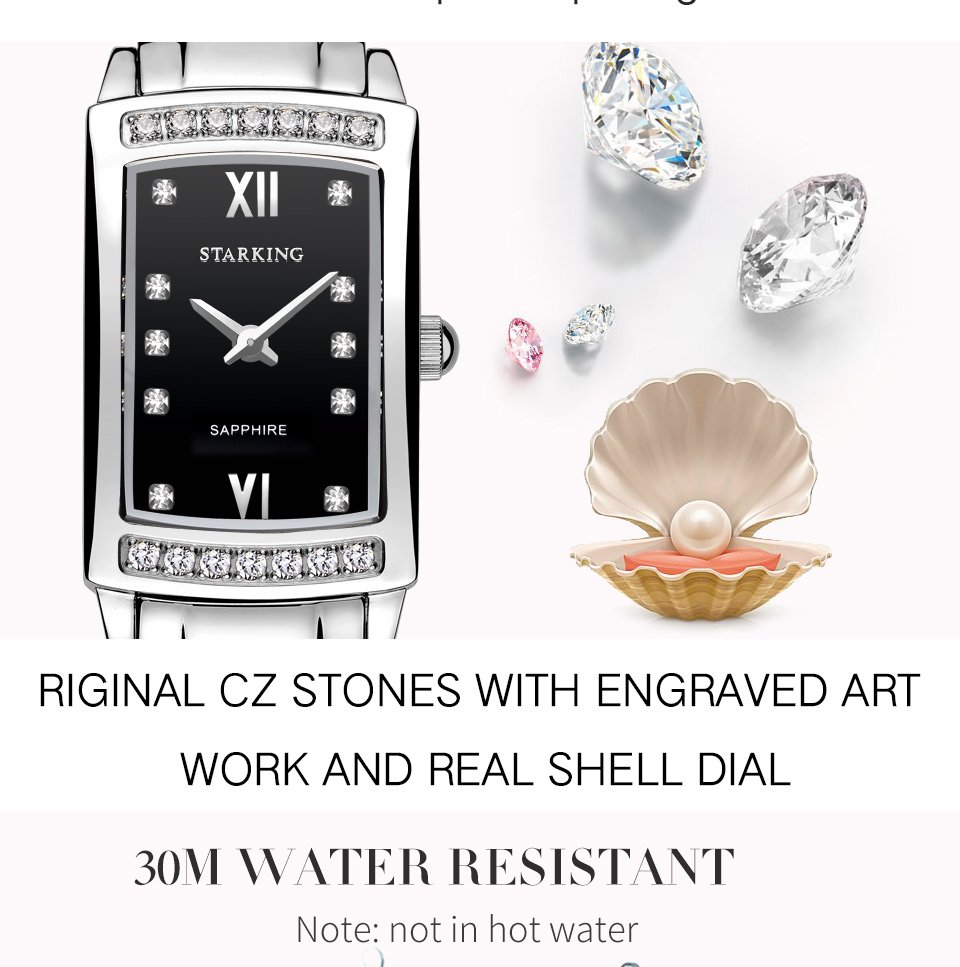 XII
STARKING
SAPPHIRE
VI
RIGINAL CZ STONES WITH ENGRAVED ART
WORK AND REAL SHELL DIAL
30M WATER RESISTANT
Note: not in hot water